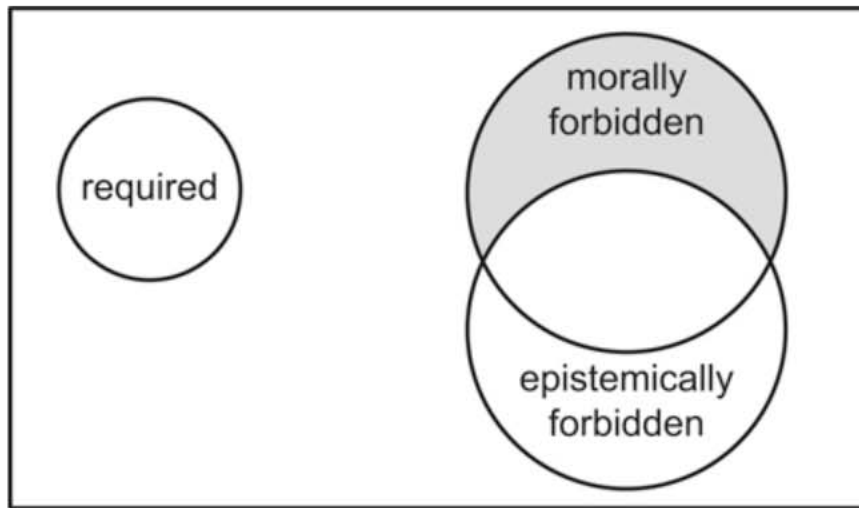 morally
forbidden
required
epistemically
forbidden